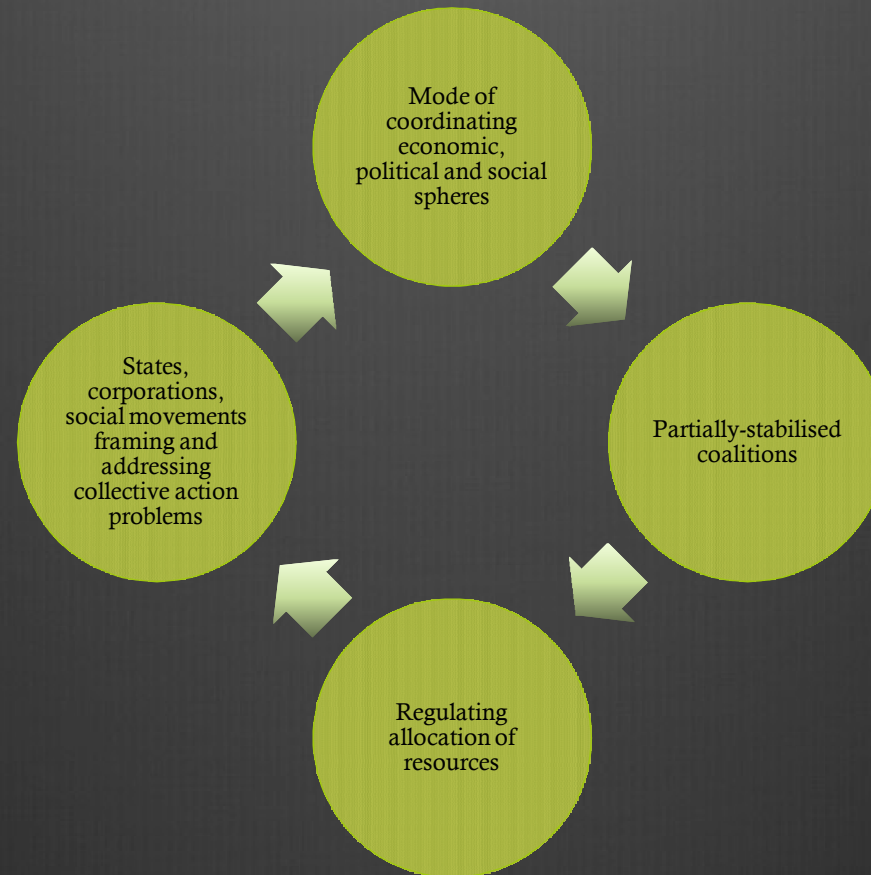 Mode of
coordinating
economic,
political and social
spheres
Partially-stabilised
coalitions
Regulating
allocation of
resources
States,
corporations,
social movements
framing and
addressing
collective action
problems